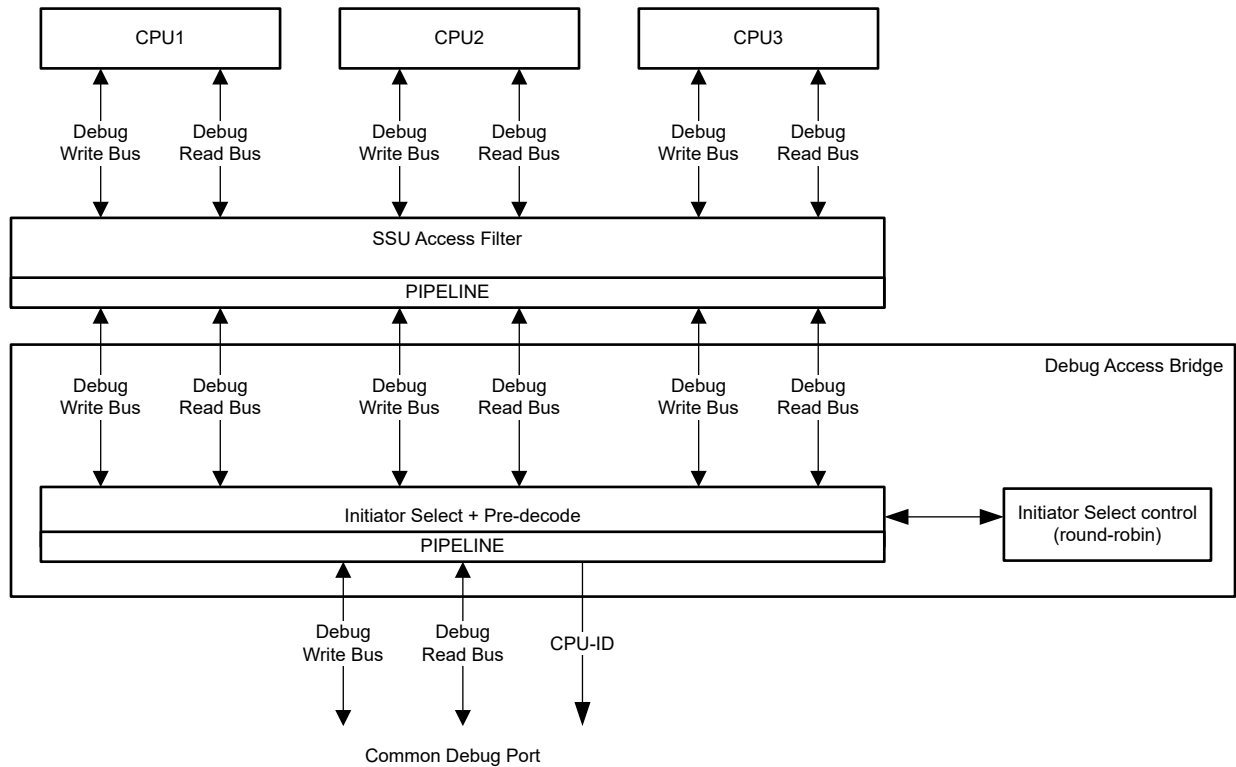 CPU1
CPU2
CPU3
Debug
Write Bus
Debug
Read Bus
Debug
Write Bus
Debug
Read Bus
Debug
Write Bus
Debug
Read Bus
SSU Access Filter
PIPELINE
Debug Access Bridge
Debug
Write Bus
Debug
Read Bus
Debug
Write Bus
Debug
Read Bus
Debug
Write Bus
Debug
Read Bus
Initiator Select + Pre-decode
PIPELINE
Initiator Select control
(round-robin)
Debug
Write Bus
Debug
Read Bus
CPU-ID
Common Debug Port